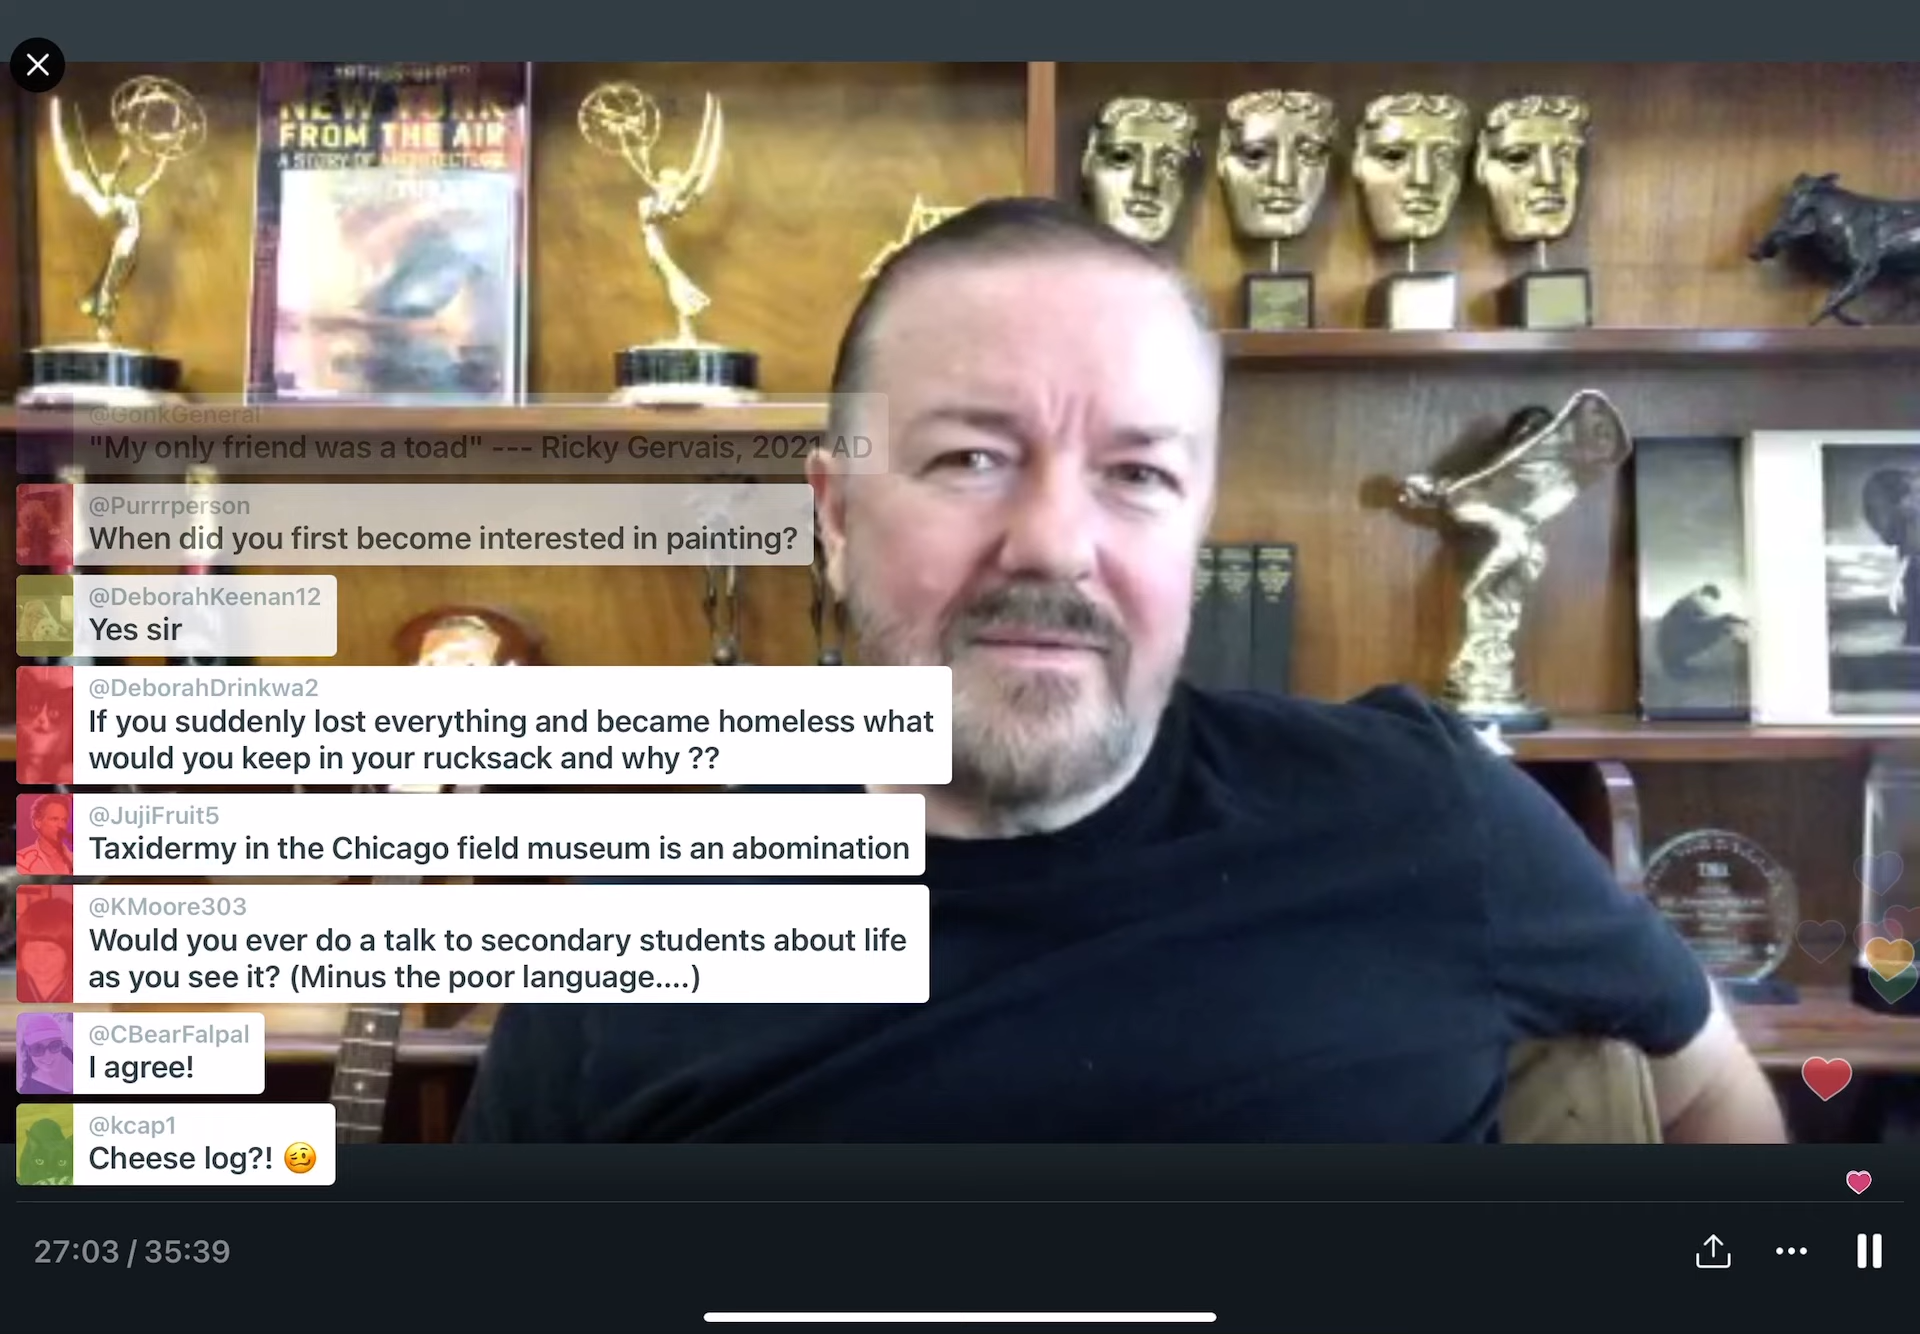 NEW YORK
FROM THE AIR
A STORY OF ARCHITECTURE
@GonkGeneral
"My only friend was a toad" --- Ricky Gervais, 2021 AD
@Purrrperson
When did you first become interested in painting?
@DeborahKeenan12
Yes sir
@DeborahDrinkwa2
If you suddenly lost everything and became homeless what
would you keep in your rucksack and why ??
@JujiFruit5
Taxidermy in the Chicago field museum is an abomination
@KMoore303
Would you ever do a talk to secondary students about life
as you see it? (Minus the poor language....)
@CBearFalpal
I agree!
@kcap1
Cheese log?! 🥴
27:03 / 35:39